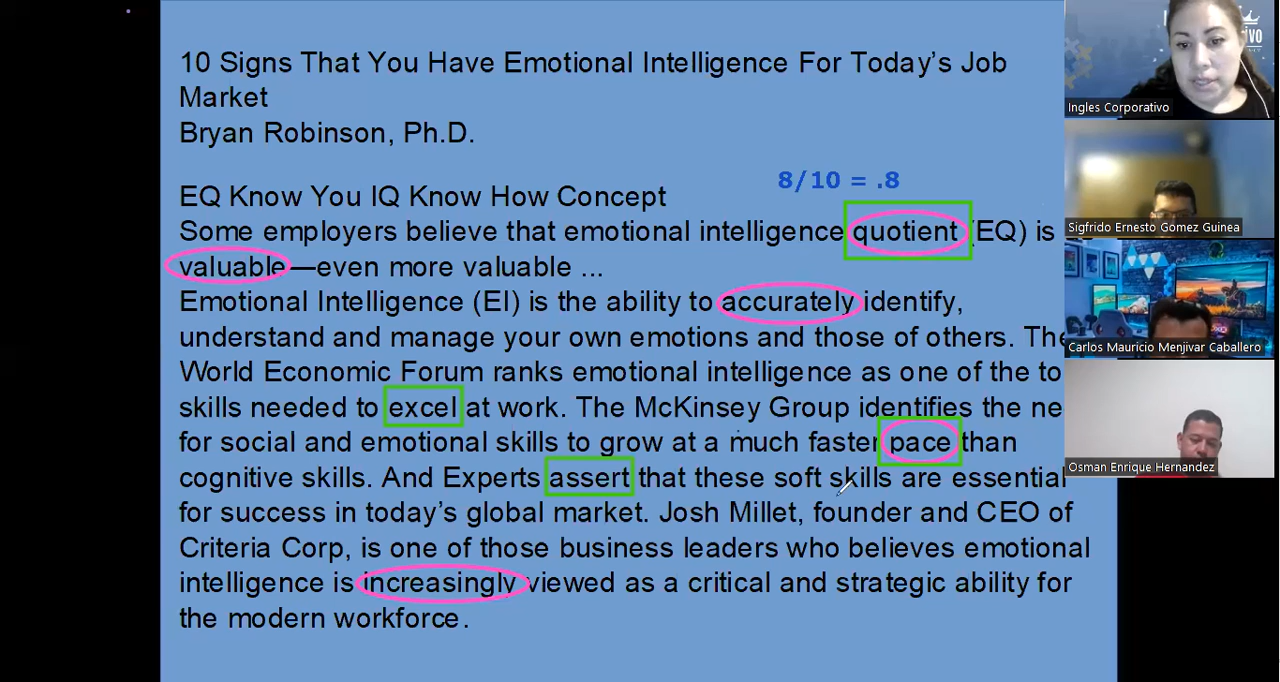 10 Signs That You Have Emotional Intelligence For Today's Job
Market
Bryan Robinson, Ph.D.
EQ Know You IQ Know How Concept
8/10 = .8
Some employers believe that emotional intelligence quotient (EQ) is
valuable—even more valuable ...
Emotional Intelligence (EI) is the ability to accurately identify,
understand and manage your own emotions and those of others. The
World Economic Forum ranks emotional intelligence as one of the to
skills needed to excel at work. The McKinsey Group identifies the ne
for social and emotional skills to grow at a much faster pace than
cognitive skills. And Experts assert that these soft skills are essential
for success in today's global market. Josh Millet, founder and CEO of
Criteria Corp, is one of those business leaders who believes emotional
intelligence is increasingly viewed as a critical and strategic ability for
the modern workforce.
Ingles Corporativo
Sigfrido Ernesto Gómez Guinea
Carlos Mauricio Menjivar Caballero
Osman Enrique Hernandez